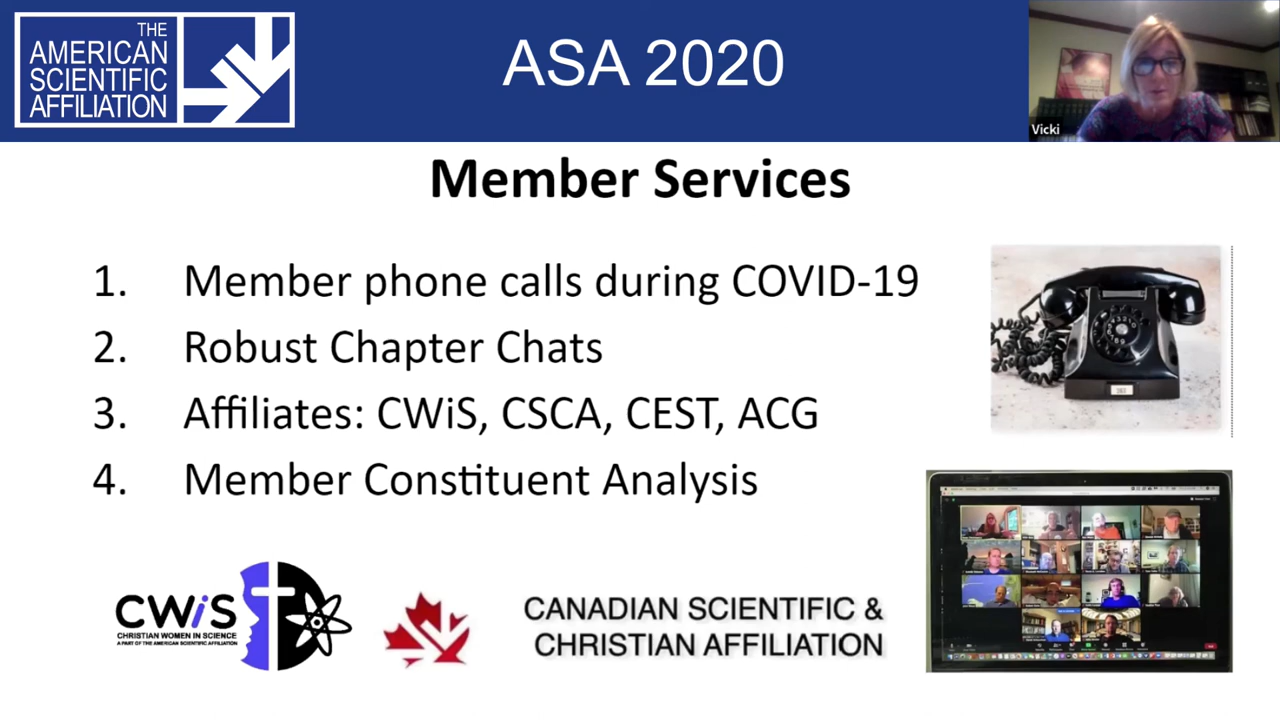 THE
AMERICAN
SCIENTIFIC
AFFILIATION
ASA 2020
Vicki
Member Services
1. Member phone calls during COVID-19
2. Robust Chapter Chats
3. Affiliates: CWiS, CSCA, CEST, ACG
4. Member Constituent Analysis
CWiS
CHRISTIAN WOMEN IN SCIENCE
A PART OF THE AMERICAN SCIENTIFIC AFFILIATION
CANADIAN SCIENTIFIC &
CHRISTIAN AFFILIATION